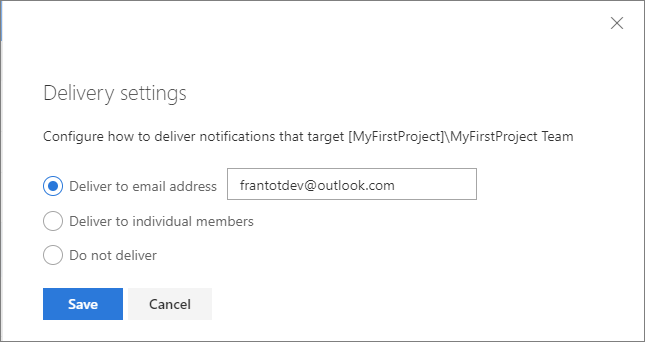 Delivery settings
Configure how to deliver notifications that target [MyFirstProject]\MyFirstProject Team
Deliver to email address frantotdev@outlook.com
Deliver to individual members
Do not deliver
Save Cancel